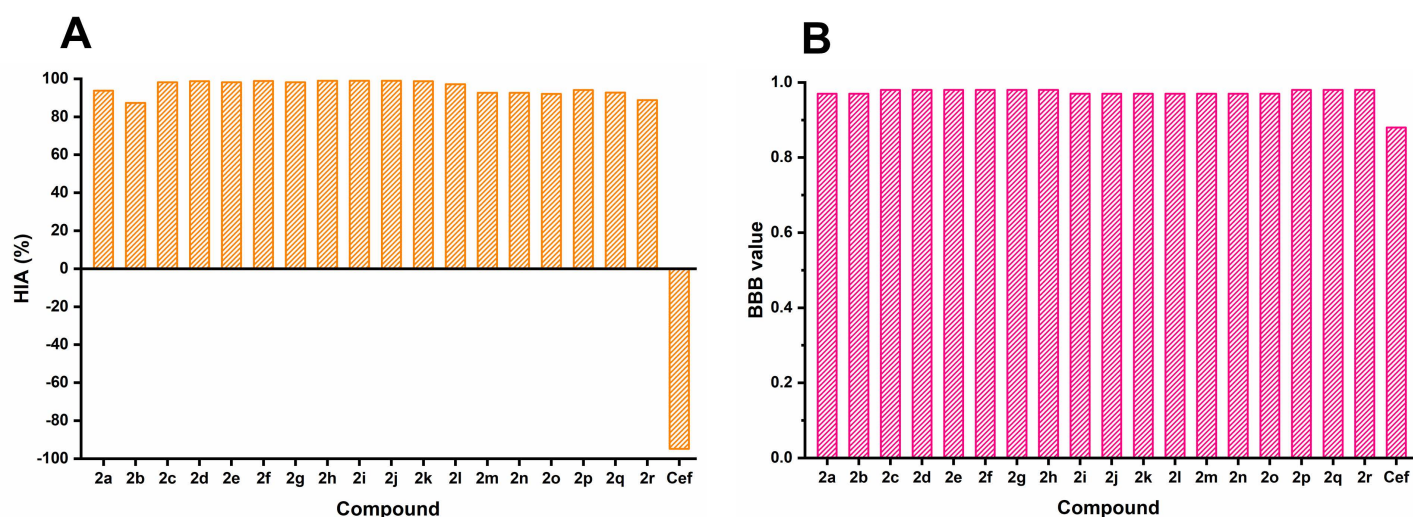 A
HIA (%)
100
80
60
40
20
0
-20
-40
-60
-80
-100
2a 2b 2c 2d 2e 2f 2g 2h 2i 2j 2k 2l 2m 2n 2o 2p 2q 2r Cef
Compound
B
BBB value
1.0
0.8
0.6
0.4
0.2
0.0
2a 2b 2c 2d 2e 2f 2g 2h 2i 2j 2k 2l 2m 2n 2o 2p 2q 2r Cef
Compound